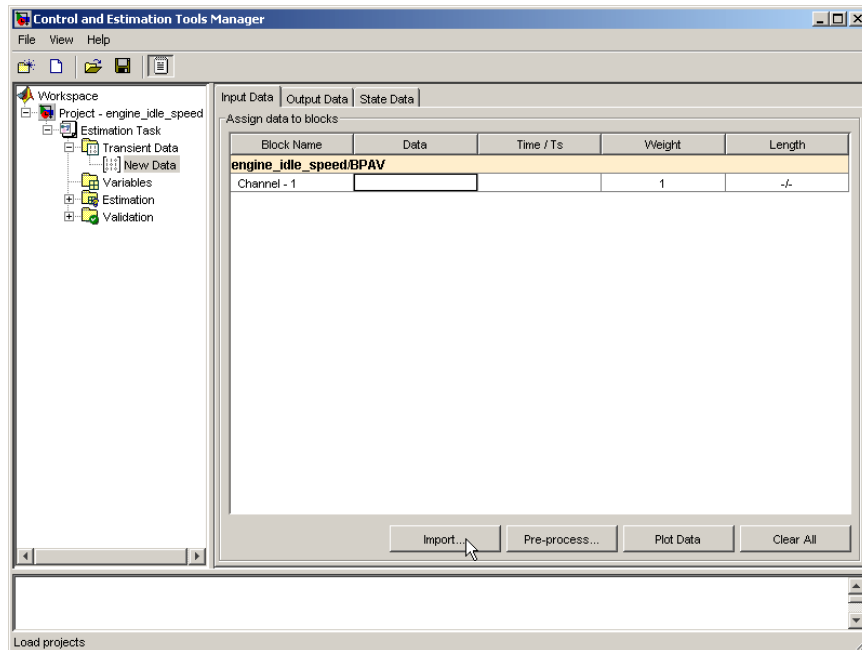 Control and Estimation Tools Manager
File View Help
Workspace
Project - engine_idle_speed
Estimation Task
Transient Data
New Data
Variables
Estimation
Validation
Input Data Output Data State Data
Assign data to blocks
Block Name Data Time / Ts Weight Length
engine_idle_speed/BPAV
Channel - 1 1 -/-
Import... Pre-process... Plot Data Clear All
Load projects